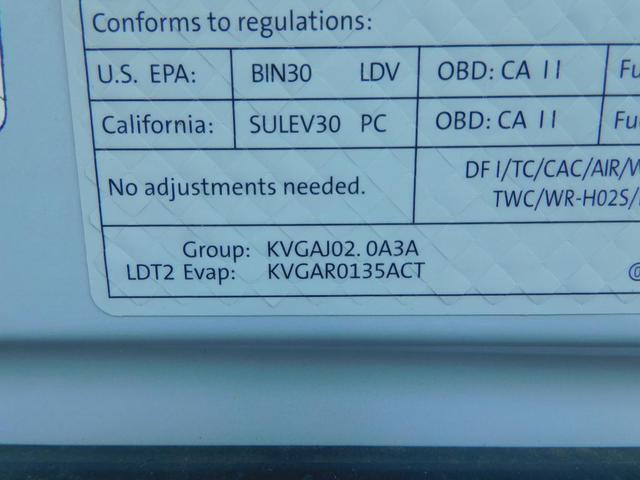 Conforms to regulations:
U.S. EPA: BIN30 LDV OBD: CA II
California: SULEV30 PC OBD: CA II
No adjustments needed. DF I/TC/CAC/AIR/
TWC/WR-HO2S/
Group: KVGAJ02. 0A3A
LDT2 Evap: KVGAR0135ACT